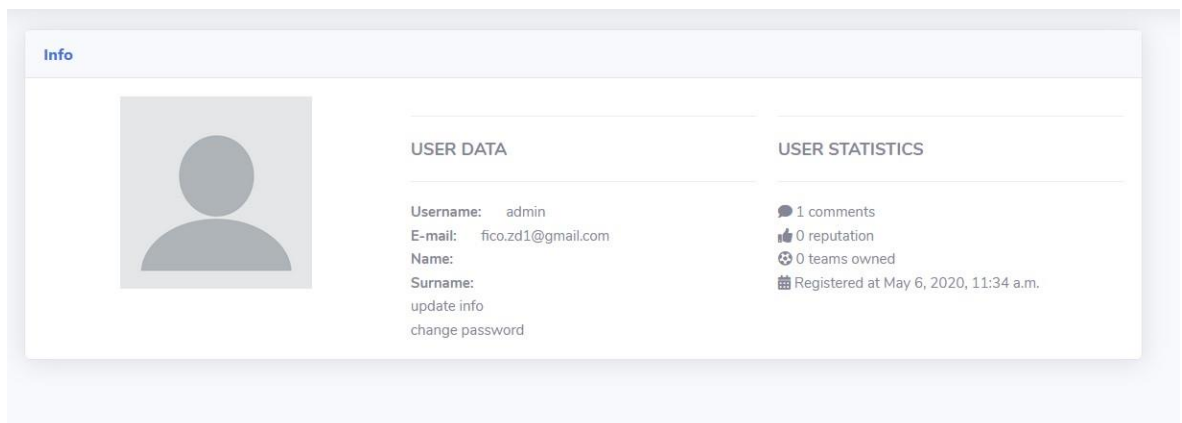 Info
USER DATA
Username: admin
E-mail: fico.zd1@gmail.com
Name:
Surname:
update info
change password
USER STATISTICS
1 comments
0 reputation
0 teams owned
Registered at May 6, 2020, 11:34 a.m.